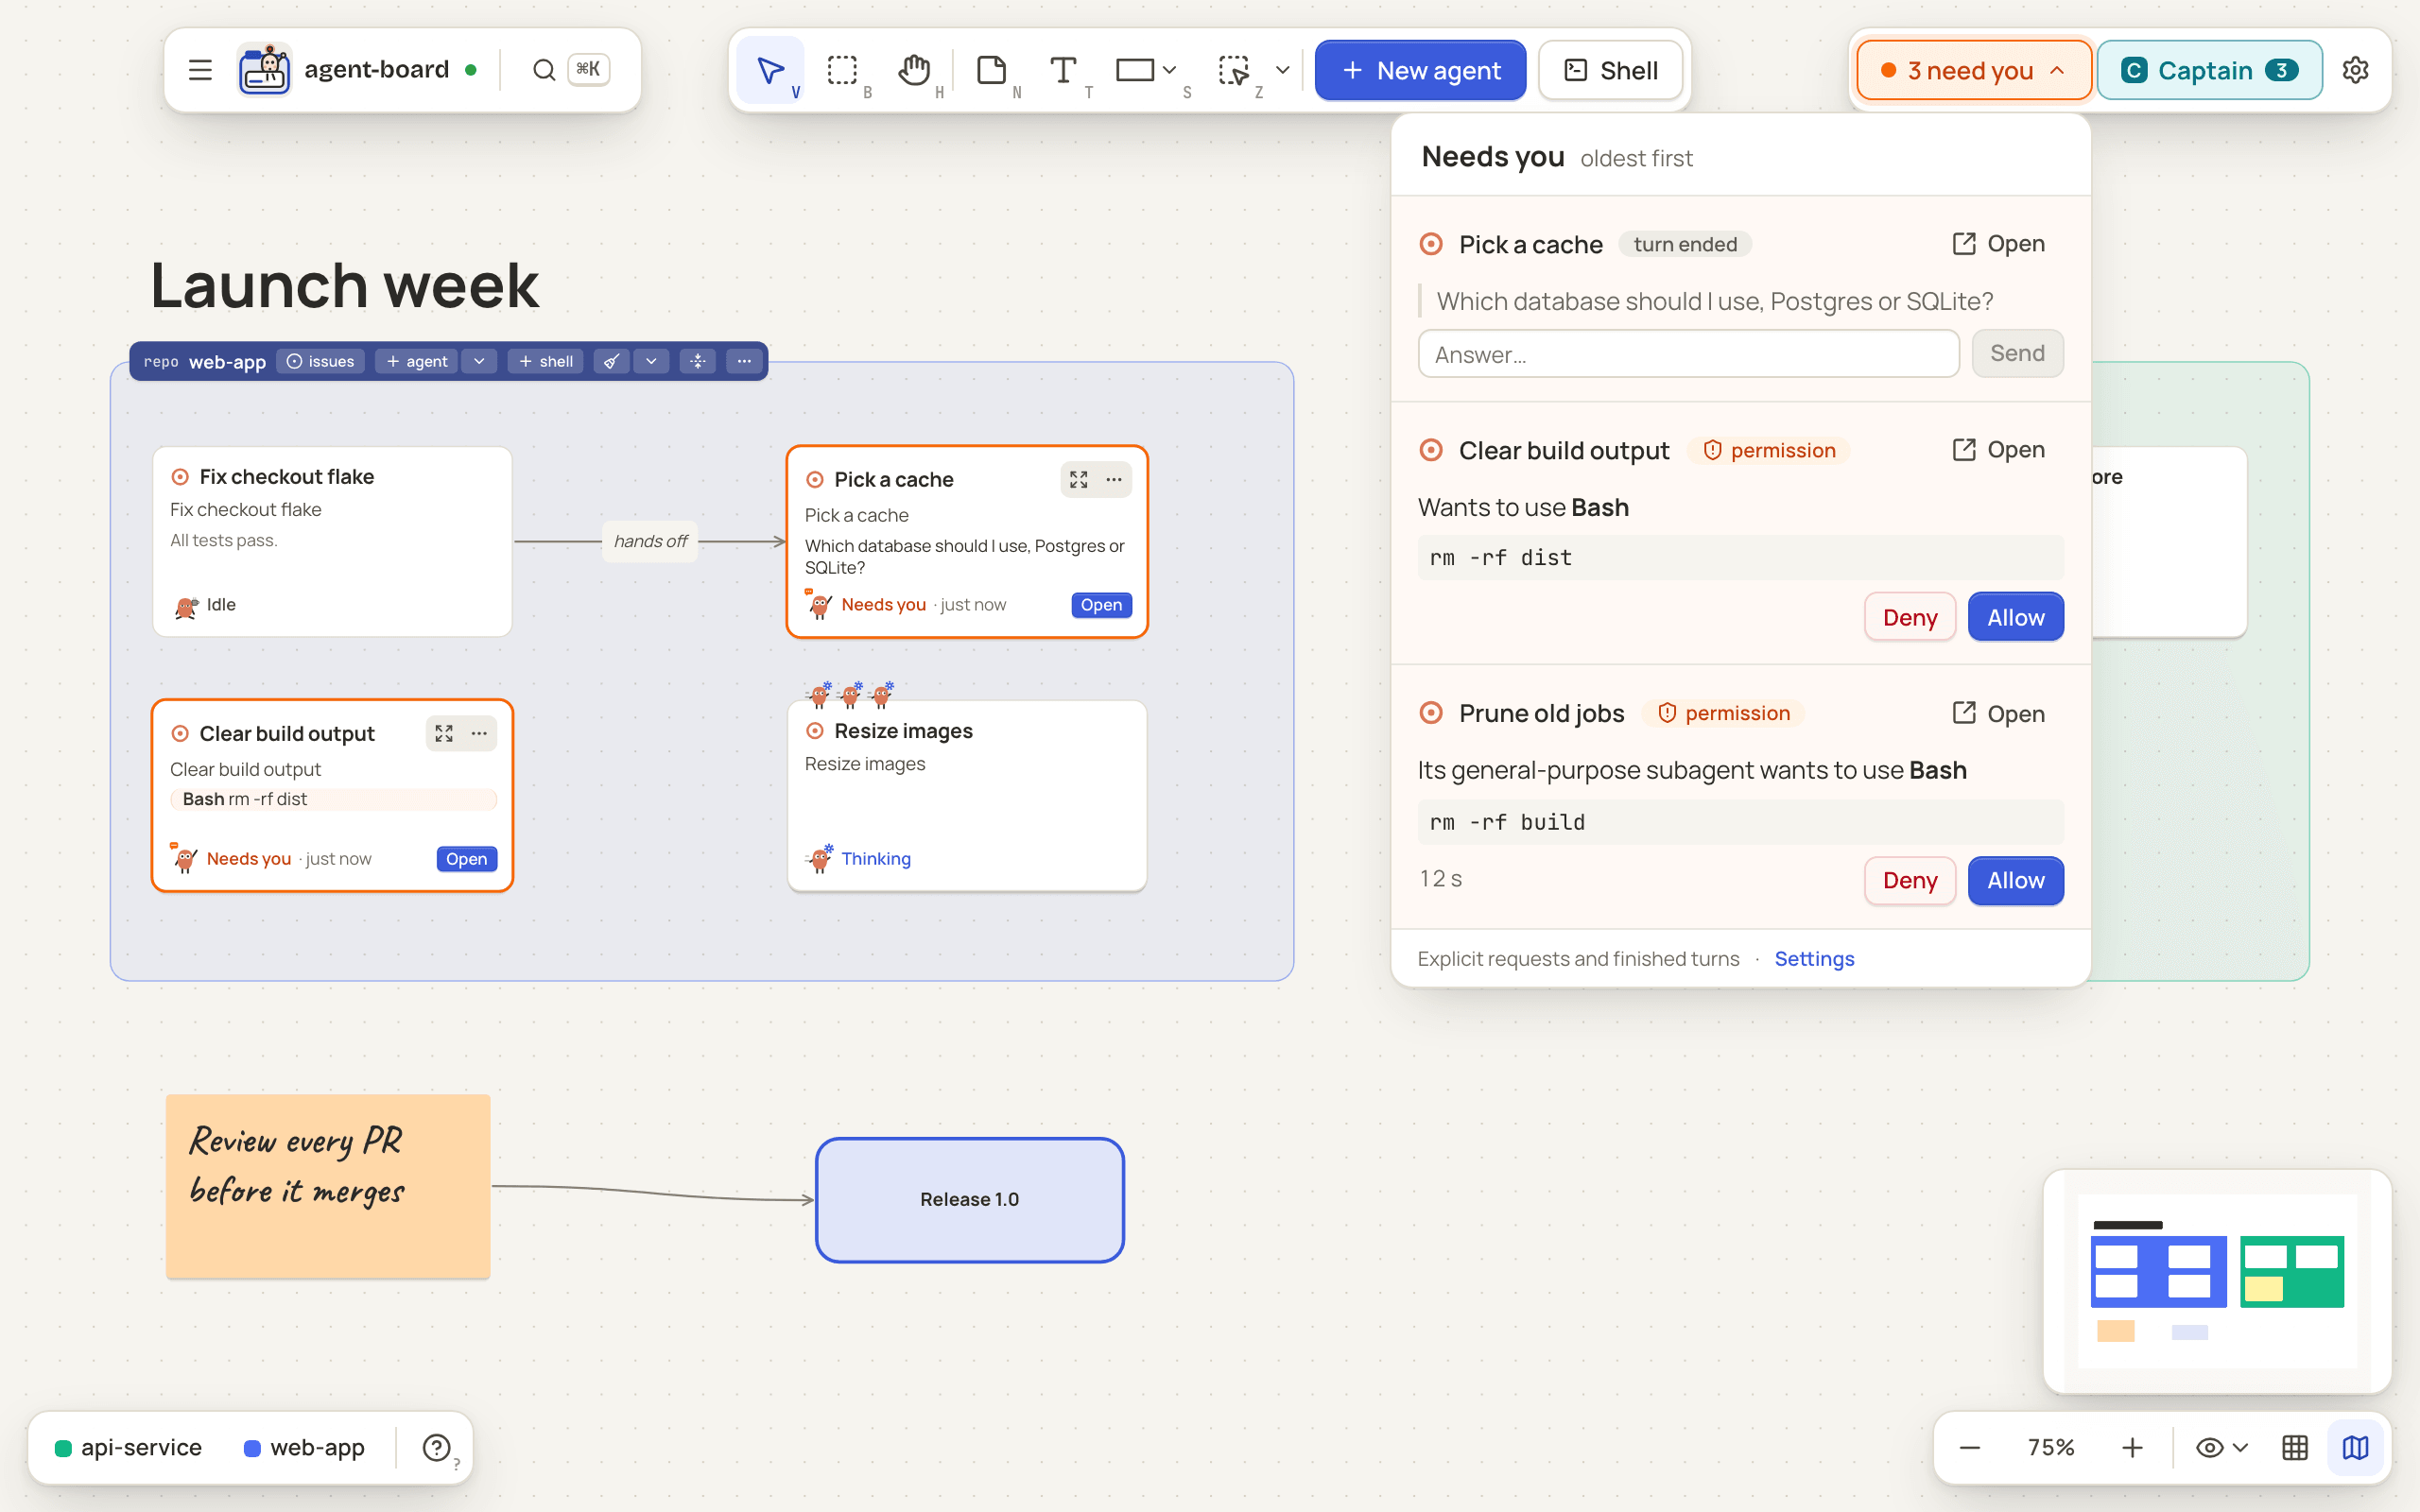 agent-board
⌘K
V
B
H
N
T
S
Z
+ New agent
Shell
3 need you
C Captain 3
Needs you oldest first
Pick a cache turn ended Open
Which database should I use, Postgres or SQLite?
Answer...
Send
Clear build output permission Open
Wants to use Bash
rm -rf dist
Deny Allow
Prune old jobs permission Open
Its general-purpose subagent wants to use Bash
rm -rf build
12s
Deny Allow
Explicit requests and finished turns · Settings
Launch week
repo web-app issues + agent + shell ...
Fix checkout flake
Fix checkout flake
All tests pass.
Idle
hands off
Pick a cache
Pick a cache
Which database should I use, Postgres or
SQLite?
Needs you · just now
Open
ore
Clear build output
Clear build output
Bash rm -rf dist
Needs you · just now
Open
Resize images
Resize images
Thinking
Review every PR
before it merges
Release 1.0
api-service
web-app
?
75%